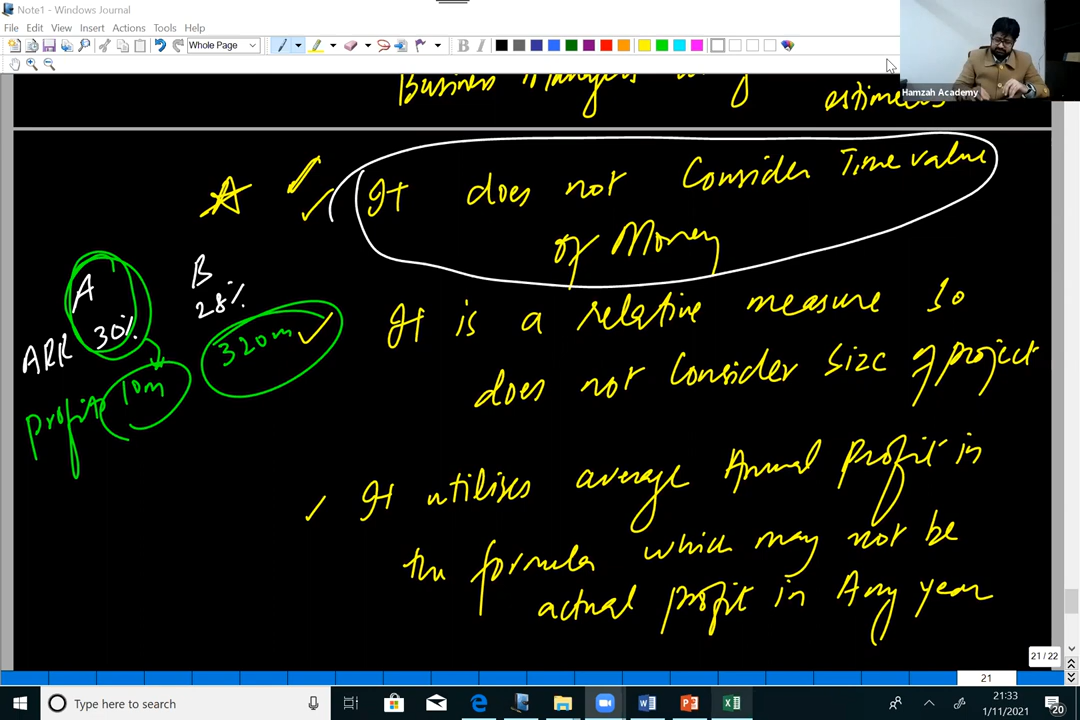 Note1 - Windows Journal
File Edit View Insert Actions Tools Help
Whole Page
B I
Hamzah Academy
Business Managers
It does not Consider Time value
of Money
A B
ARR 30% 28%
profits 10m 320m
It is a relative measure so
does not Consider Size of project
It utilises average Annual profit in
the formula which may not be
actual profit in Any year
21 / 22
21
Type here to search
21:33
1/11/2021
20